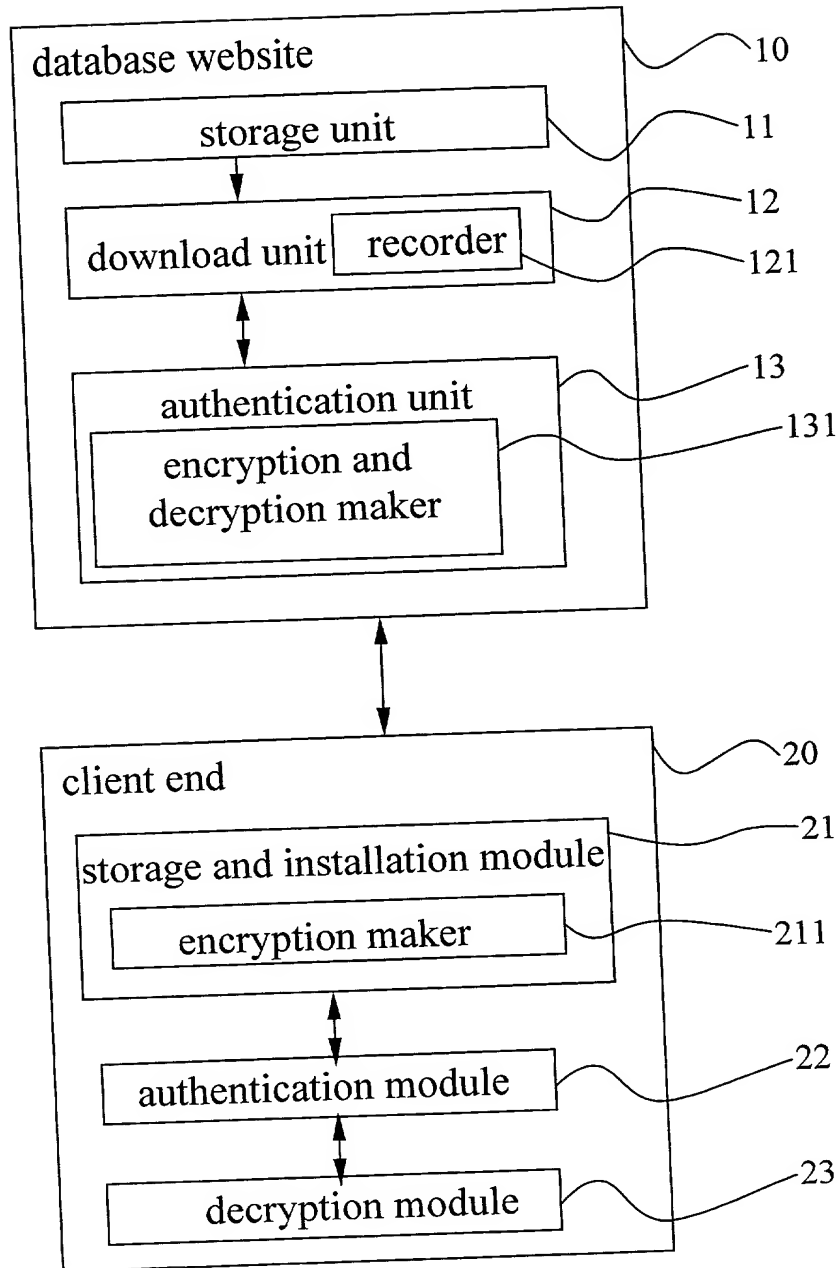 database website
10
storage unit
11
download unit
recorder
12
121
authentication unit
13
encryption and
decryption maker
131
client end
20
storage and installation module
21
encryption maker
211
authentication module
22
decryption module
23